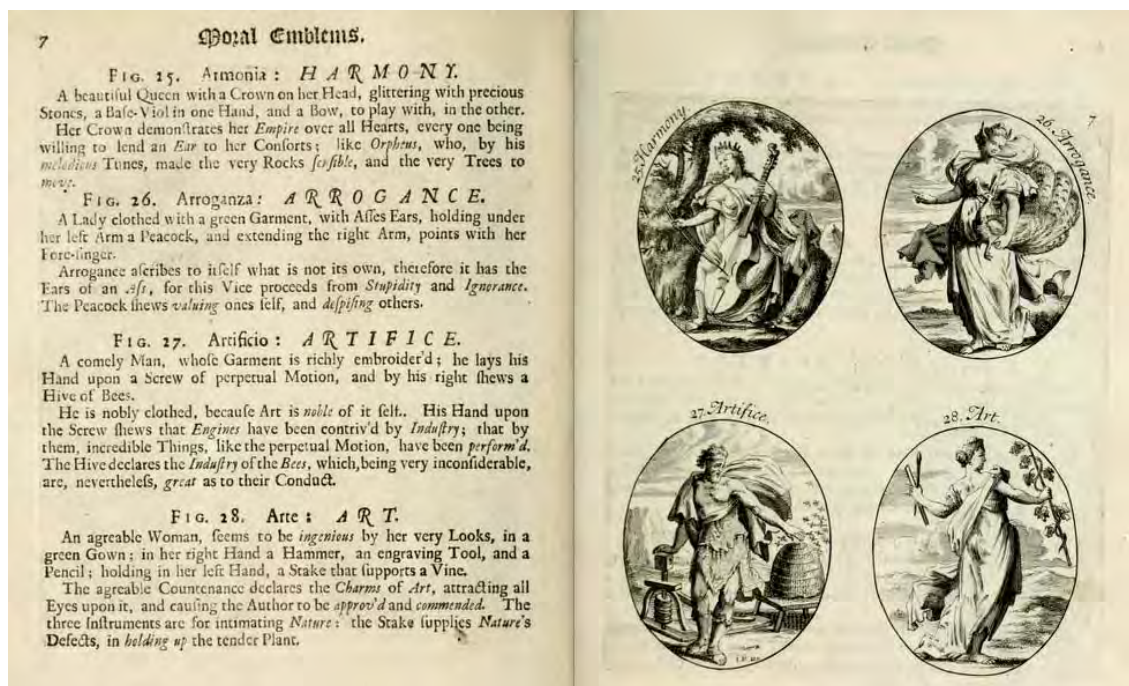 7 Moral Emblems.
FIG. 25. Armonia: HARMONY.
A beautiful Queen with a Crown on her Head, glittering with precious
Stones, a Baſe-Viol in one Hand, and a Bow, to play with, in the other.
Her Crown demonſtrates her Empire over all Hearts, every one being
willing to lend an Ear to her Conſorts; like Orpheus, who, by his
melodious Tunes, made the very Rocks ſenſible, and the very Trees to
move.
FIG. 26. Arroganza: ARROGANCE.
A Lady clothed with a green Garment, with Aſſes Ears, holding under
her left Arm a Peacock, and extending the right Arm, points with her
Fore-finger.
Arrogance aſcribes to itſelf what is not its own, therefore it has the
Ears of an Aſs, for this Vice proceeds from Stupidity and Ignorance.
The Peacock ſhews valuing ones ſelf, and deſpiſing others.
FIG. 27. Artificio: ARTIFICE.
A comely Man, whoſe Garment is richly embroider'd; he lays his
Hand upon a Screw of perpetual Motion, and by his right ſhews a
Hive of Bees.
He is nobly clothed, becauſe Art is noble of it ſelf.. His Hand upon
the Screw ſhews that Engines have been contriv'd by Induſtry; that by
them, incredible Things, like the perpetual Motion, have been perform'd.
The Hive declares the Induſtry of the Bees, which, being very inconſiderable,
are, nevertheleſs, great as to their Conduct.
FIG. 28. Arte: ART.
An agreable Woman, ſeems to be ingenious by her very Looks, in a
green Gown; in her right Hand a Hammer, an engraving Tool, and a
Pencil; holding in her left Hand, a Stake that ſupports a Vine.
The agreable Countenance declares the Charms of Art, attracting all
Eyes upon it, and cauſing the Author to be approv'd and commended. The
three Inſtruments are for intimating Nature: the Stake ſupplies Nature's
Defects, in holding up the tender Plant.
7
25. Harmony.
26. Arrogance.
27. Artifice.
28. Art.